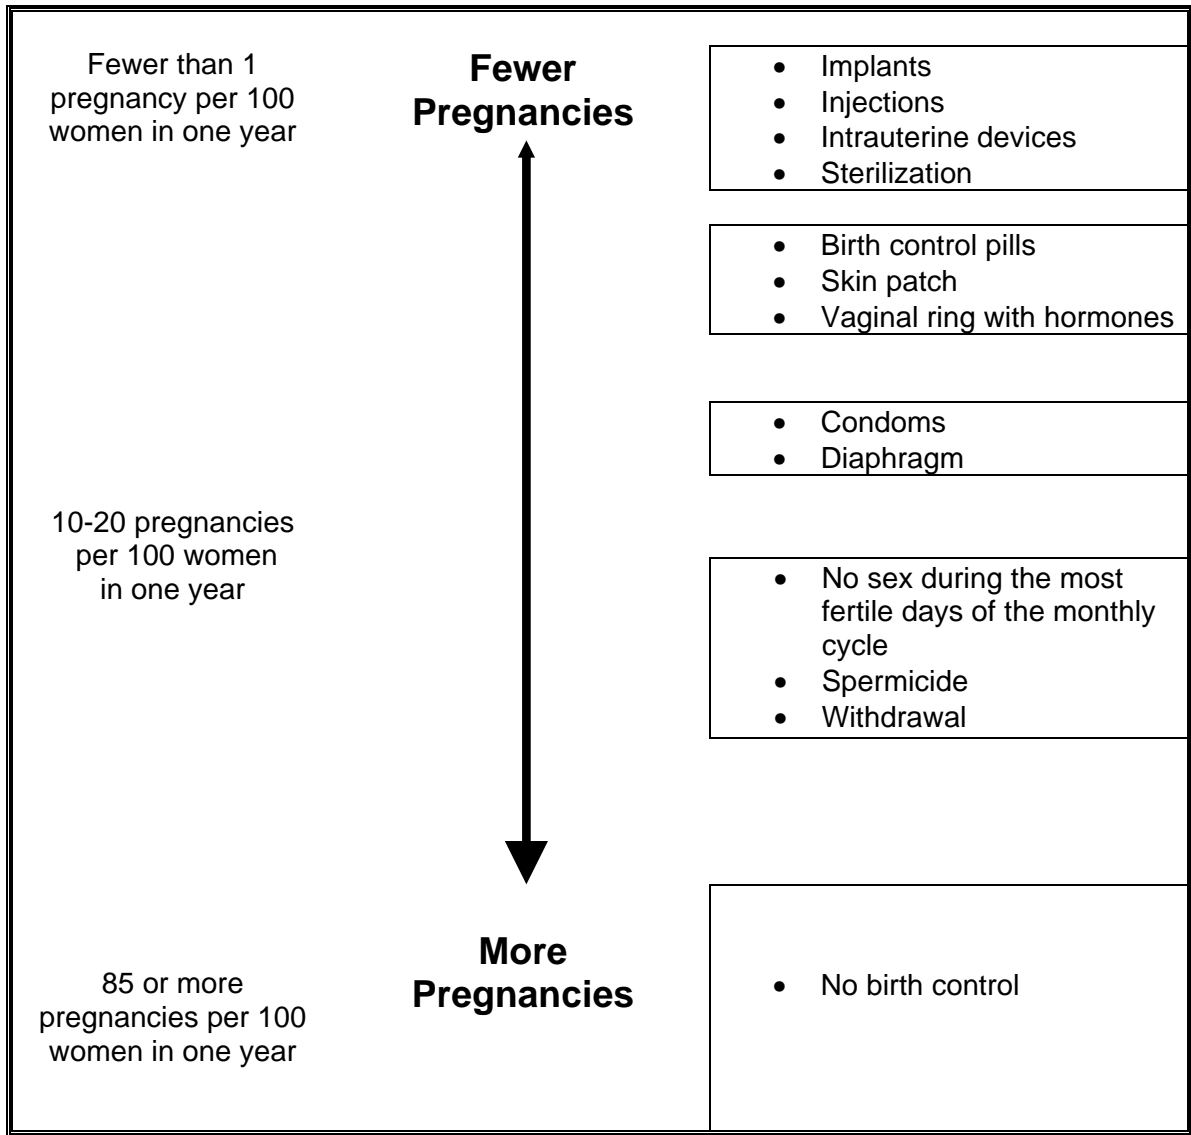 Fewer than 1
pregnancy per 100
women in one year
Fewer
Pregnancies
• Implants
• Injections
• Intrauterine devices
• Sterilization
• Birth control pills
• Skin patch
• Vaginal ring with hormones
• Condoms
• Diaphragm
10-20 pregnancies
per 100 women
in one year
• No sex during the most
fertile days of the monthly
cycle
• Spermicide
• Withdrawal
More
Pregnancies
85 or more
pregnancies per 100
women in one year
• No birth control